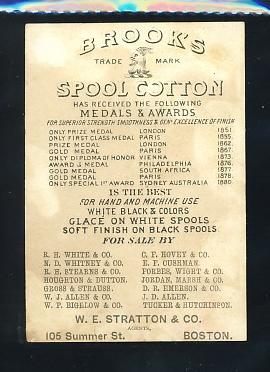 BROOK'S
TRADE MARK
SPOOL COTTON
HAS RECEIVED THE FOLLOWING
MEDALS & AWARDS
FOR SUPERIOR STRENGTH SMOOTHNESS & GENL EXCELLENCE OF FINISH
ONLY PRIZE MEDAL LONDON 1851.
ONLY FIRST CLASS MEDAL PARIS 1855.
PRIZE MEDAL LONDON 1862.
GOLD MEDAL PARIS 1867.
ONLY DIPLOMA OF HONOR VIENNA 1873.
AWARD & MEDAL PHILADELPHIA 1876.
GOLD MEDAL SOUTH AFRICA 1877.
GOLD MEDAL PARIS 1878.
ONLY SPECIAL 1ST AWARD SYDNEY AUSTRALIA 1880.
IS THE BEST
FOR HAND AND MACHINE USE
WHITE BLACK & COLORS
GLACE ON WHITE SPOOLS
SOFT FINISH ON BLACK SPOOLS
FOR SALE BY
R. H. WHITE & CO. C. F. HOVEY & CO.
N. D. WHITNEY & CO. E. P. CUSHMAN.
R. H. STEARNS & CO. FORBES, WIGHT & CO.
HOUGHTON & DUTTON. JORDAN, MARSH & CO.
GROSS & STRAUSS. D. R. EMERSON & CO.
W. J. ALLEN & CO. J. D. ALLEN.
W. P. BIGELOW & CO. TUCKER & HUTCHINSON.
W. E. STRATTON & CO.
AGENTS,
105 Summer St. BOSTON.